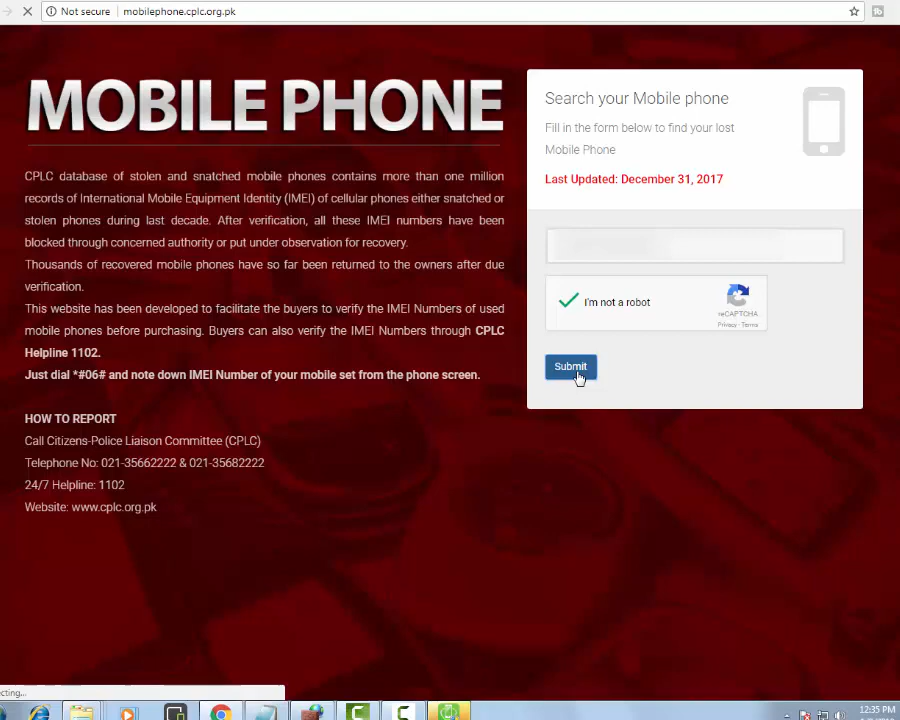 Not secure mobilephone.cplc.org.pk
MOBILE PHONE
CPLC database of stolen and snatched mobile phones contains more than one million
records of International Mobile Equipment Identity (IMEI) of cellular phones either snatched or
stolen phones during last decade. After verification, all these IMEI numbers have been
blocked through concerned authority or put under observation for recovery.
Thousands of recovered mobile phones have so far been returned to the owners after due
verification.
This website has been developed to facilitate the buyers to verify the IMEI Numbers of used
mobile phones before purchasing. Buyers can also verify the IMEI Numbers through CPLC
Helpline 1102.
Just dial *#06# and note down IMEI Number of your mobile set from the phone screen.
HOW TO REPORT
Call Citizens-Police Liaison Committee (CPLC)
Telephone No: 021-35662222 & 021-35682222
24/7 Helpline: 1102
Website: www.cplc.org.pk
Search your Mobile phone
Fill in the form below to find your lost
Mobile Phone
Last Updated: December 31, 2017
I'm not a robot
reCAPTCHA
Privacy - Terms
Submit
ecting...
12:35 PM